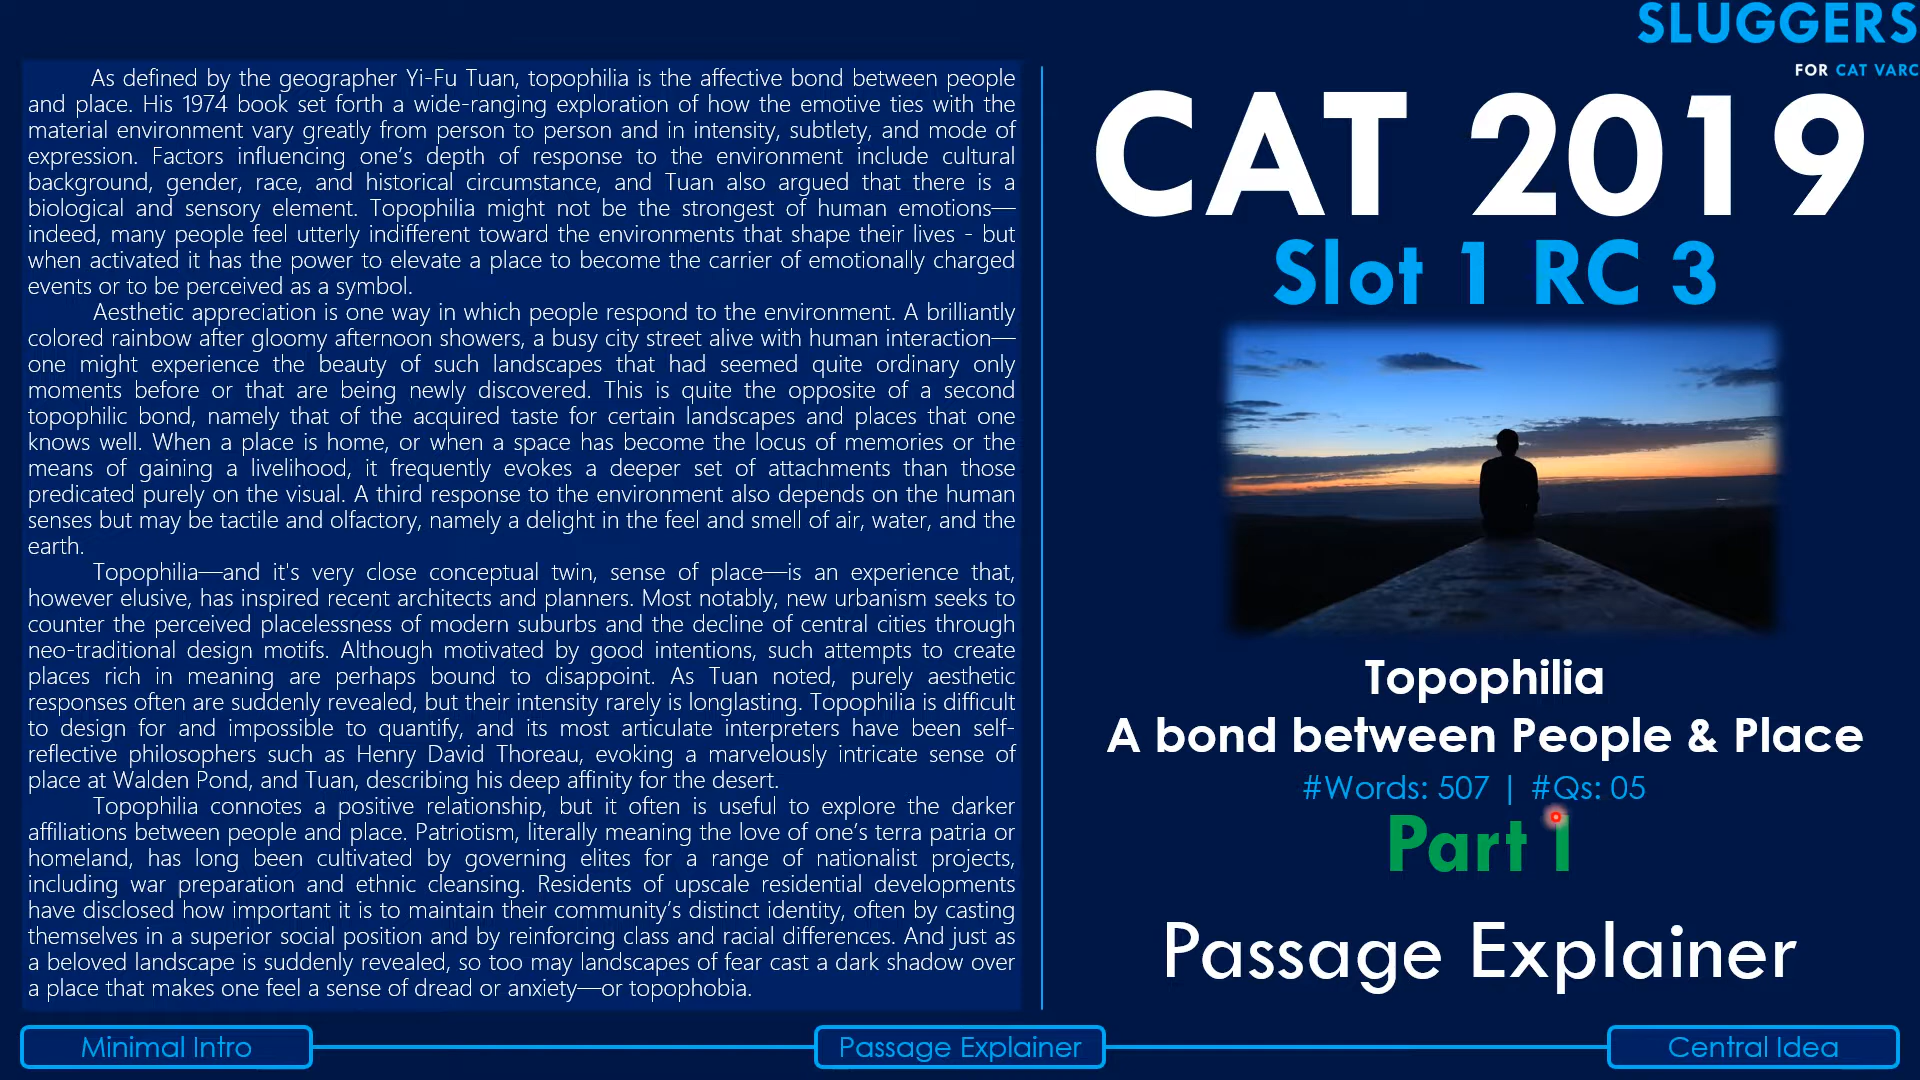 As defined by the geographer Yi-Fu Tuan, topophilia is the affective bond between people
and place. His 1974 book set forth a wide-ranging exploration of how the emotive ties with the
material environment vary greatly from person to person and in intensity, subtlety, and mode of
expression. Factors influencing one’s depth of response to the environment include cultural
background, gender, race, and historical circumstance, and Tuan also argued that there is a
biological and sensory element. Topophilia might not be the strongest of human emotions—
indeed, many people feel utterly indifferent toward the environments that shape their lives - but
when activated it has the power to elevate a place to become the carrier of emotionally charged
events or to be perceived as a symbol.
Aesthetic appreciation is one way in which people respond to the environment. A brilliantly
colored rainbow after gloomy afternoon showers, a busy city street alive with human interaction—
one might experience the beauty of such landscapes that had seemed quite ordinary only
moments before or that are being newly discovered. This is quite the opposite of a second
topophilic bond, namely that of the acquired taste for certain landscapes and places that one
knows well. When a place is home, or when a space has become the locus of memories or the
means of gaining a livelihood, it frequently evokes a deeper set of attachments than those
predicated purely on the visual. A third response to the environment also depends on the human
senses but may be tactile and olfactory, namely a delight in the feel and smell of air, water, and the
earth.
Topophilia—and it's very close conceptual twin, sense of place—is an experience that,
however elusive, has inspired recent architects and planners. Most notably, new urbanism seeks to
counter the perceived placelessness of modern suburbs and the decline of central cities through
neo-traditional design motifs. Although motivated by good intentions, such attempts to create
places rich in meaning are perhaps bound to disappoint. As Tuan noted, purely aesthetic
responses often are suddenly revealed, but their intensity rarely is longlasting. Topophilia is difficult
to design for and impossible to quantify, and its most articulate interpreters have been self-
reflective philosophers such as Henry David Thoreau, evoking a marvelously intricate sense of
place at Walden Pond, and Tuan, describing his deep affinity for the desert.
Topophilia connotes a positive relationship, but it often is useful to explore the darker
affiliations between people and place. Patriotism, literally meaning the love of one’s terra patria or
homeland, has long been cultivated by governing elites for a range of nationalist projects,
including war preparation and ethnic cleansing. Residents of upscale residential developments
have disclosed how important it is to maintain their community’s distinct identity, often by casting
themselves in a superior social position and by reinforcing class and racial differences. And just as
a beloved landscape is suddenly revealed, so too may landscapes of fear cast a dark shadow over
a place that makes one feel a sense of dread or anxiety—or topophobia.
SLUGGERS
FOR CAT VARC
CAT 2019
Slot 1 RC 3
Topophilia
A bond between People & Place
#Words: 507 | #Qs: 05
Part 1
Passage Explainer
Minimal Intro
Passage Explainer
Central Idea